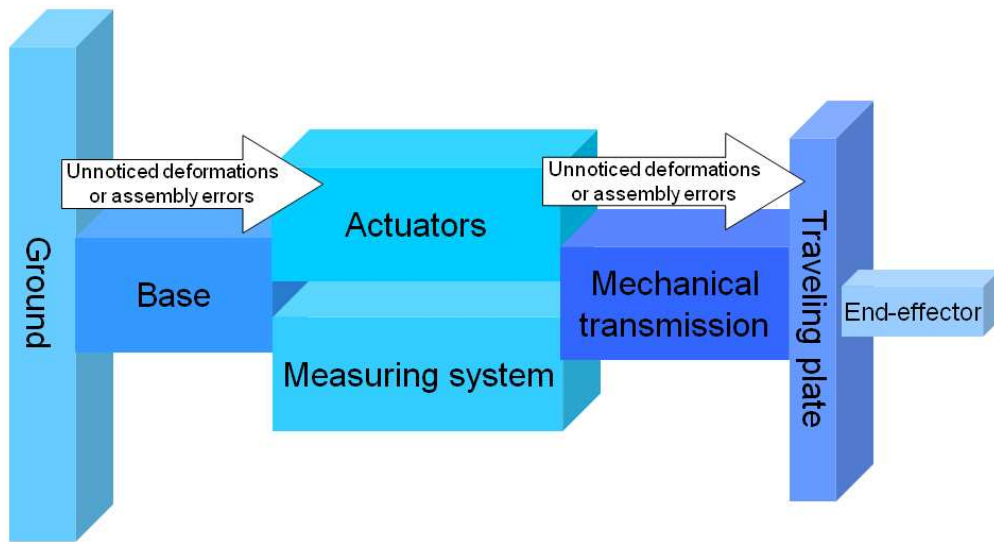 Ground
Unnoticed deformations
or assembly errors
Base
Actuators
Measuring system
Unnoticed deformations
or assembly errors
Mechanical
transmission
Traveling plate
End-effector